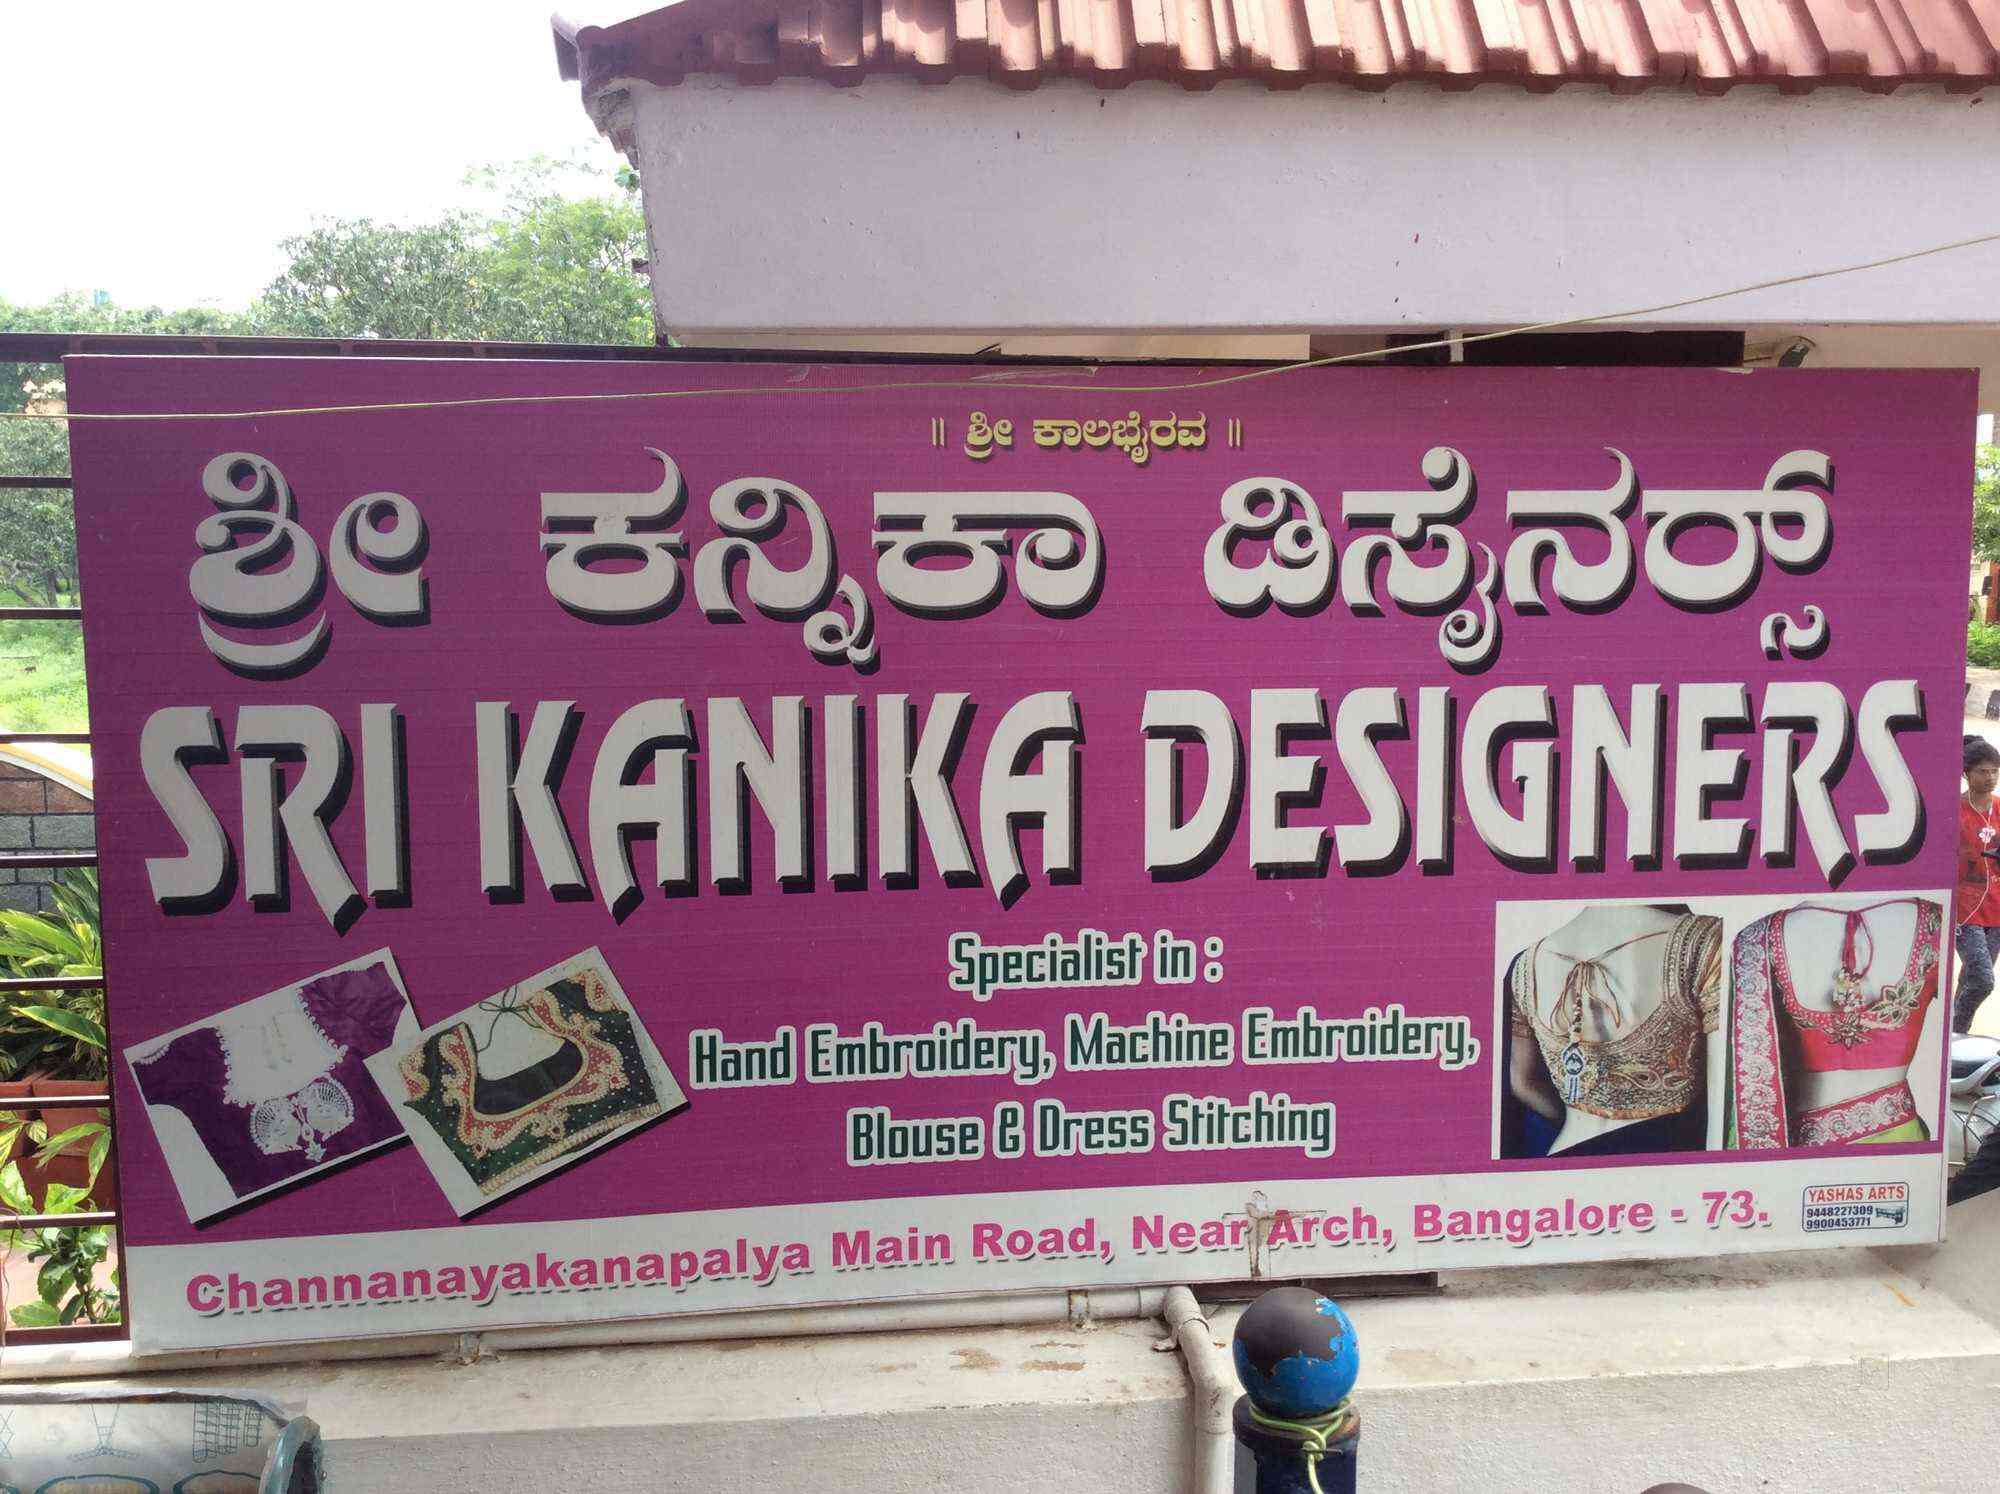 ॥ ಶ್ರೀ ಕಾಲಭೈರವ ॥
ಶ್ರೀ ಕನ್ನಿಕಾ ಡಿಸೈನರ್ಸ್
SRI KANIKA DESIGNERS
Specialist in :
Hand Embroidery, Machine Embroidery,
Blouse & Dress Stitching
Channanayakanapalya Main Road, Near Arch, Bangalore - 73.
YASHAS ARTS
9448227309
9900453771